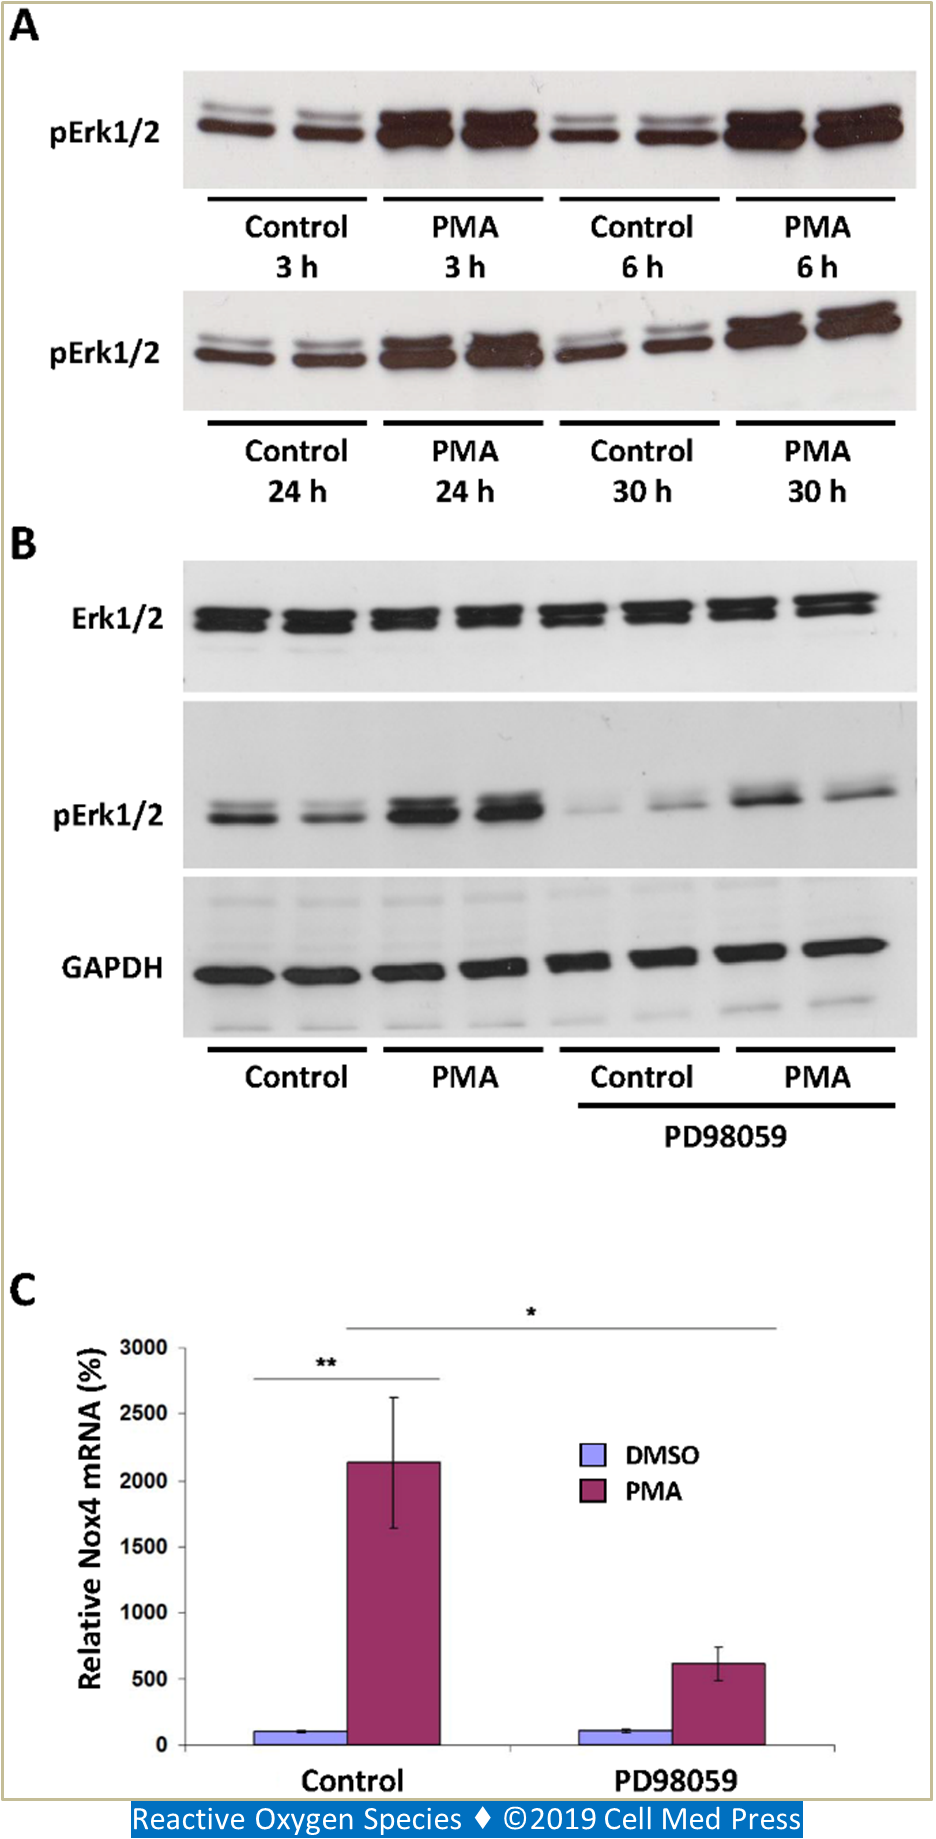 A
pErk1/2
Control PMA Control PMA
3 h 3 h 6 h 6 h
pErk1/2
Control PMA Control PMA
24 h 24 h 30 h 30 h
B
Erk1/2
pErk1/2
GAPDH
Control PMA Control PMA
PD98059
C
*
**
Relative Nox4 mRNA (%)
3000
2500
2000
1500
1000
500
0
DMSO
PMA
Control PD98059
Reactive Oxygen Species ♦ ©2019 Cell Med Press